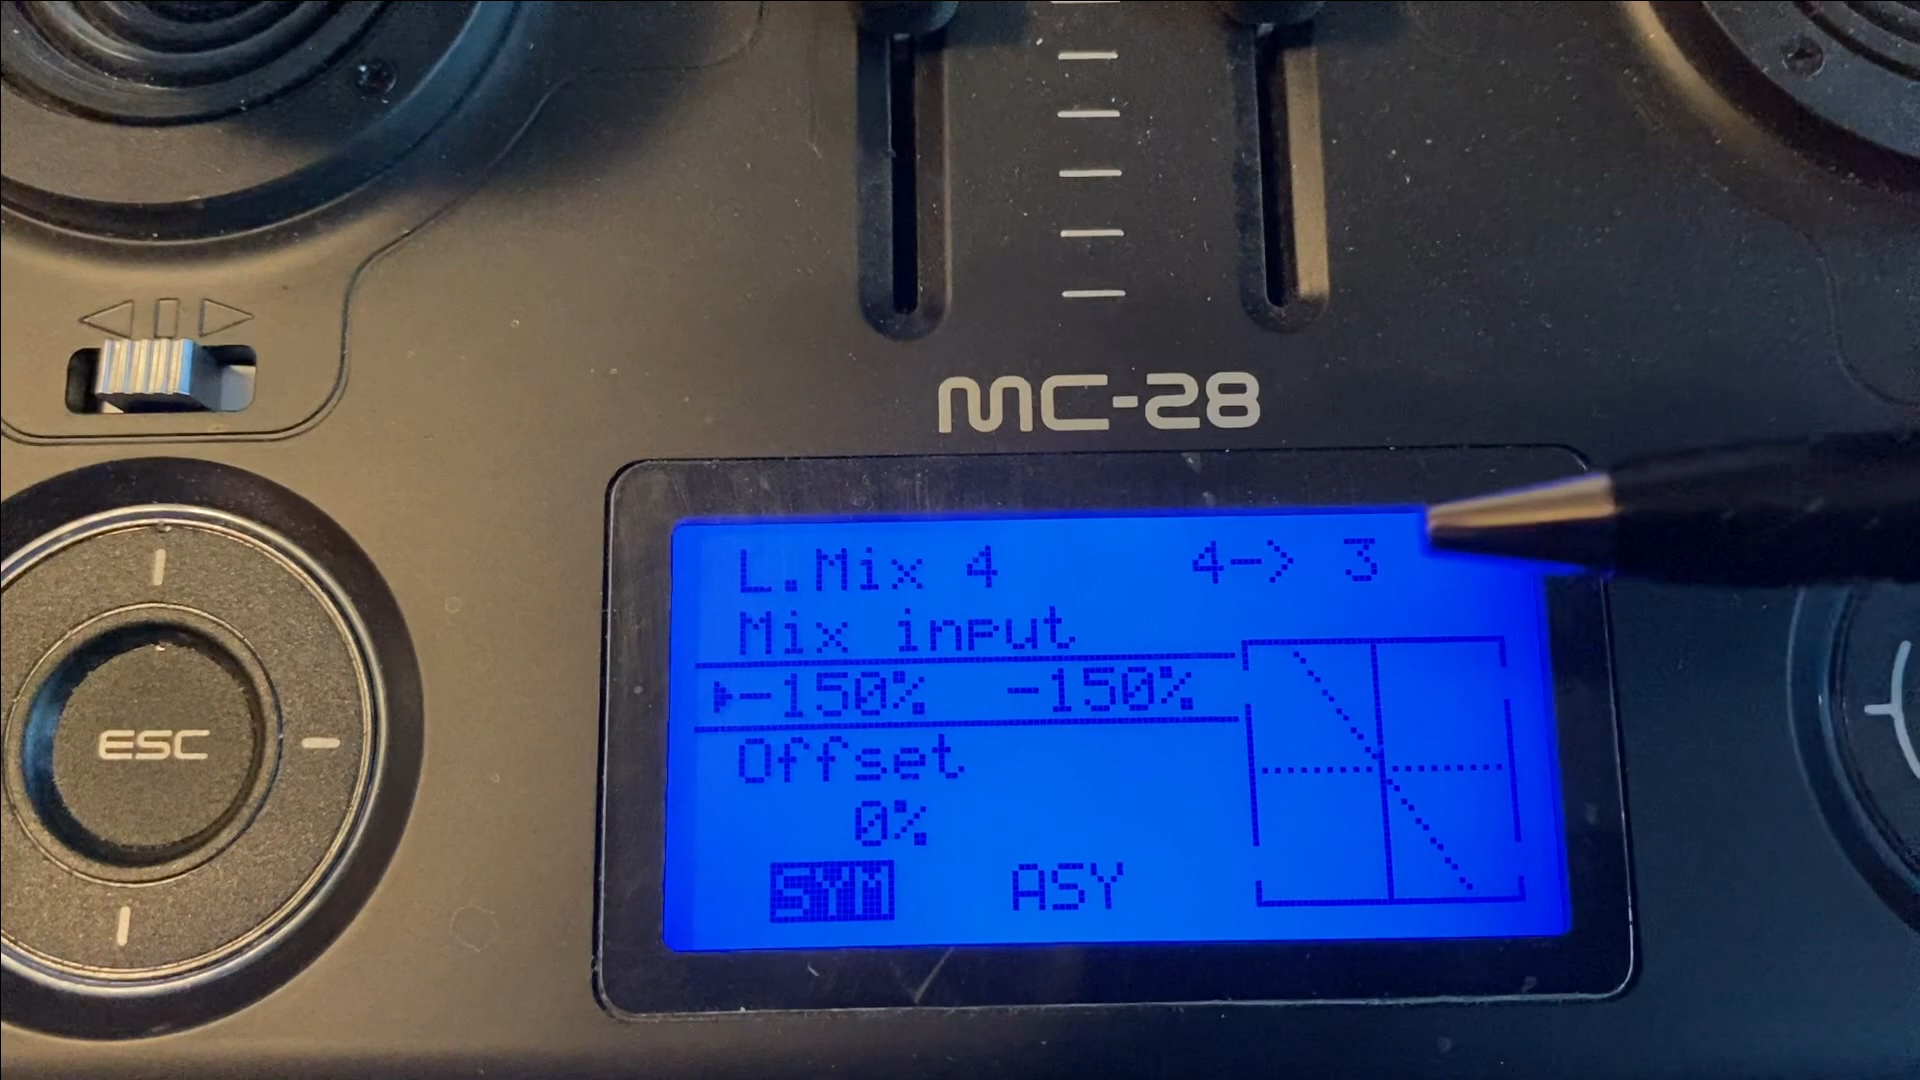 MC-28
L.Mix 4 4-> 3
Mix input
-150% -150%
Offset
0%
SYM ASY
ESC